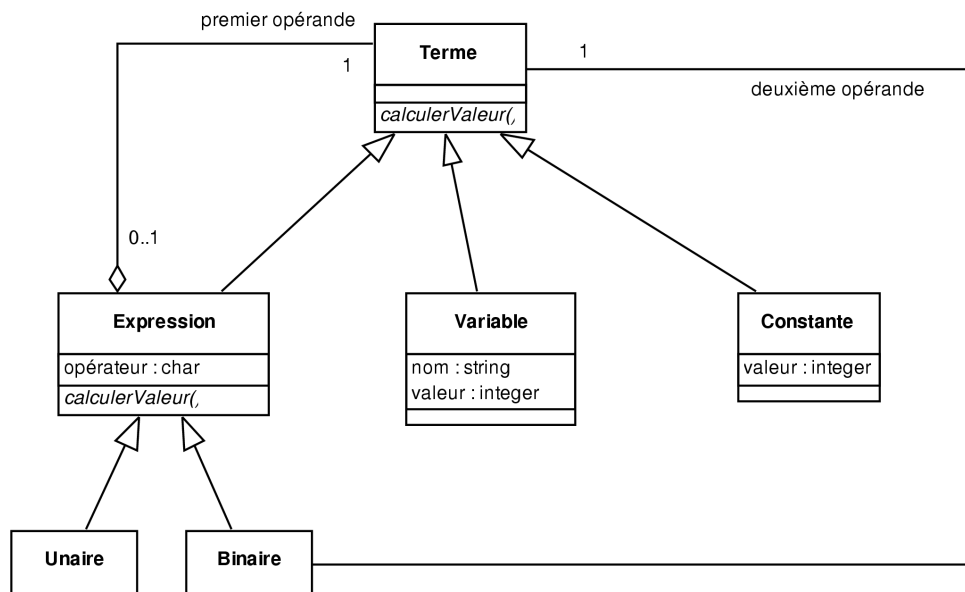 premier opérande
1
Terme
1
deuxième opérande
calculerValeur(,
0..1
Expression
opérateur : char
calculerValeur(,
Variable
nom : string
valeur : integer
Constante
valeur : integer
Unaire
Binaire